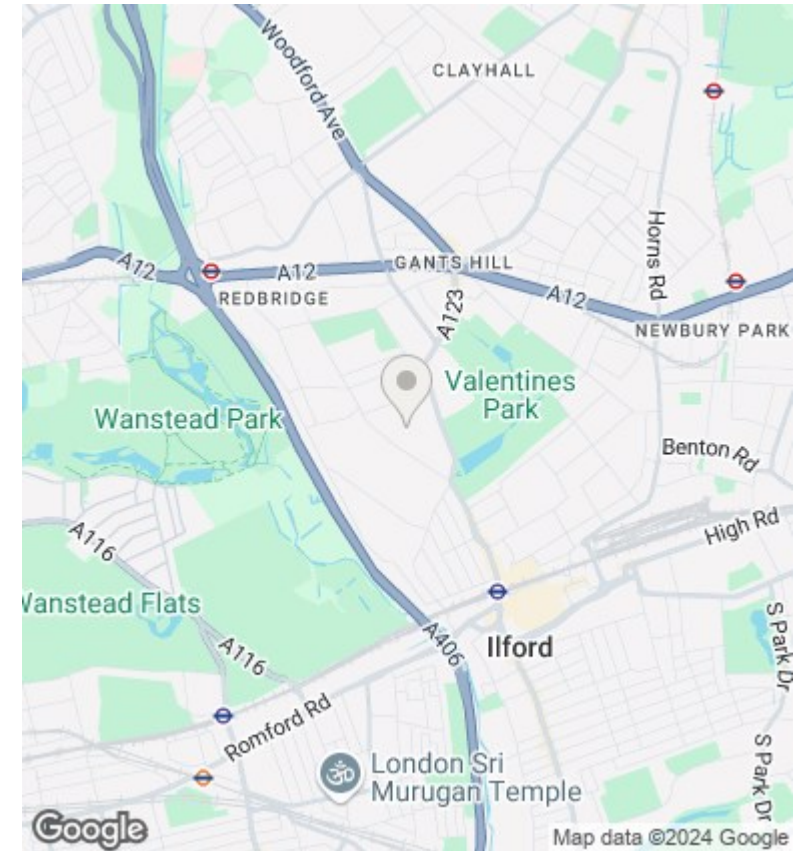 Woodford Ave
CLAYHALL
Horns Rd
A12
A12
GANTS HILL
A12
REDBRIDGE
A123
NEWBURY PARK
Valentines
Park
Wanstead Park
Benton Rd
High Rd
A116
Wanstead Flats
A116
A406
Ilford
S Park Dr
Romford Rd
London Sri
Murugan Temple
S Park Dr
Google
Map data ©2024 Google